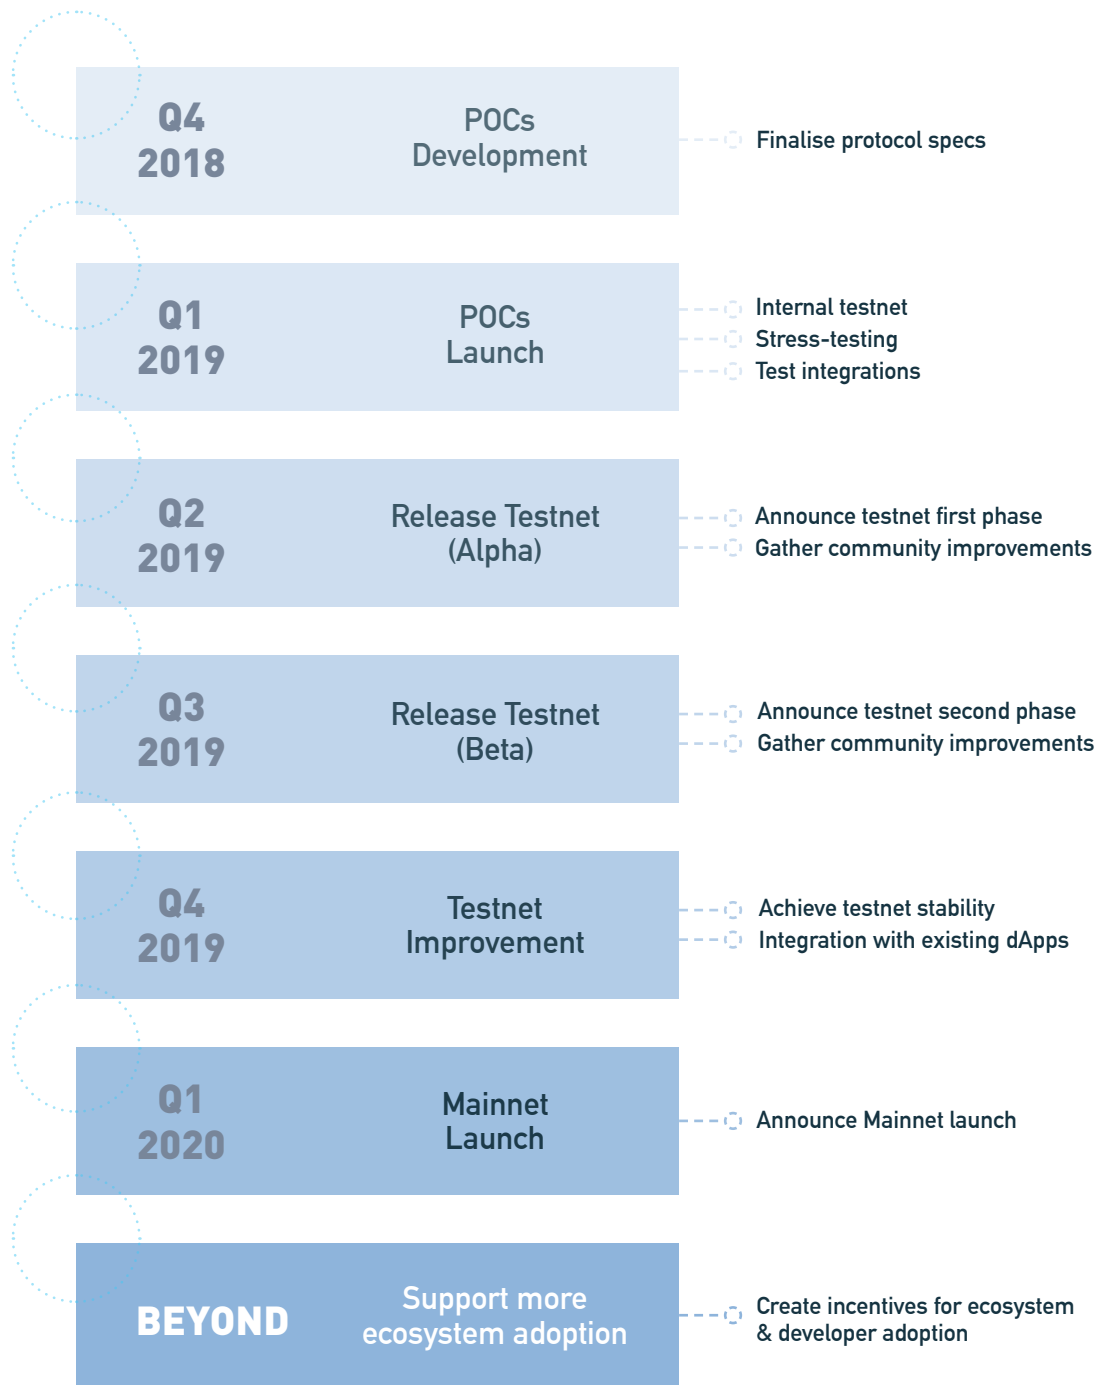 Q4
2018
POCs
Development
Finalise protocol specs
Q1
2019
POCs
Launch
Internal testnet
Stress-testing
Test integrations
Q2
2019
Release Testnet
(Alpha)
Announce testnet first phase
Gather community improvements
Q3
2019
Release Testnet
(Beta)
Announce testnet second phase
Gather community improvements
Q4
2019
Testnet
Improvement
Achieve testnet stability
Integration with existing dApps
Q1
2020
Mainnet
Launch
Announce Mainnet launch
BEYOND
Support more
ecosystem adoption
Create incentives for ecosystem
& developer adoption